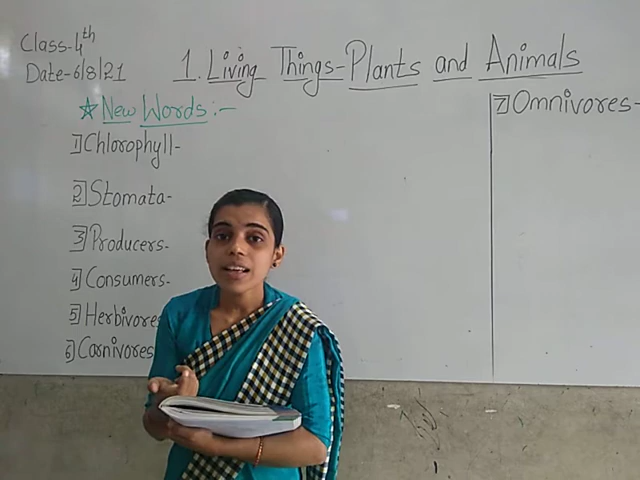 Class-4th
Date-6/8/21
1. Living Things-Plants and Animals
★New Words:-
1]Chlorophyll-
2]Stomata-
3]Producers-
4]Consumers-
5]Herbivores
6]Carnivores
7]Omnivores-